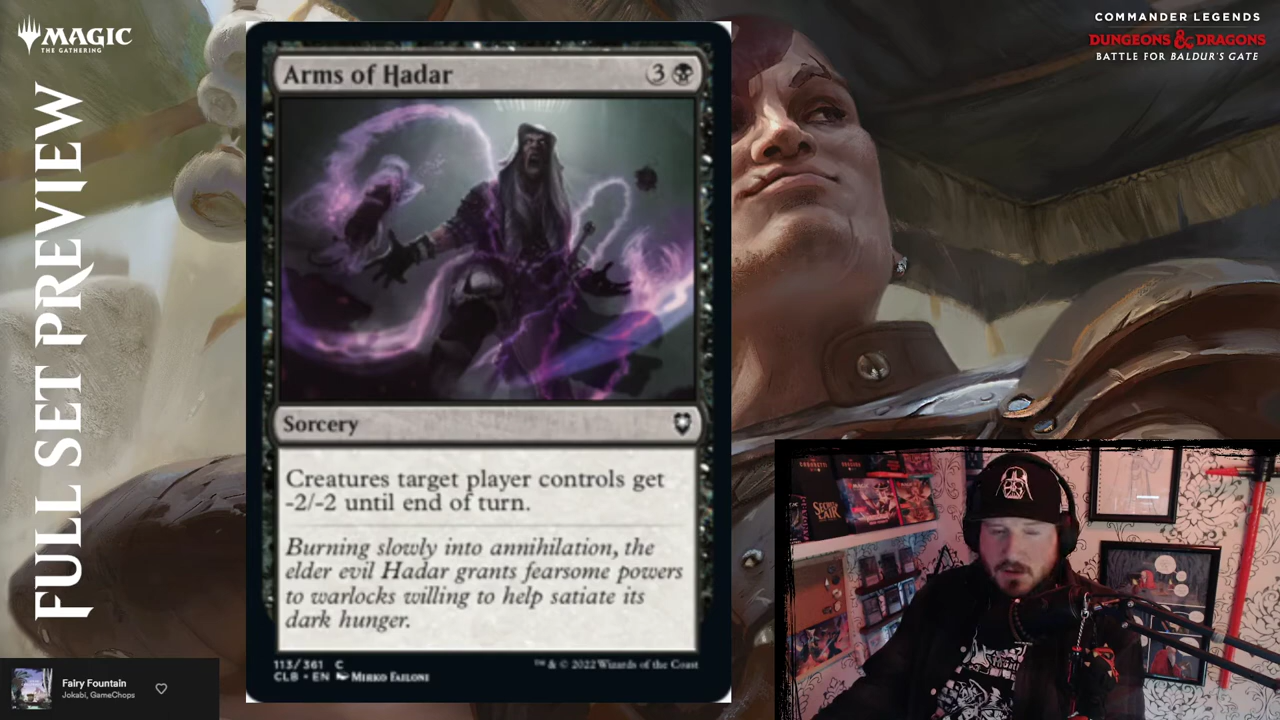 MAGIC
THE GATHERING
FULL SET PREVIEW
COMMANDER LEGENDS
DUNGEONS & DRAGONS
BATTLE FOR BALDUR'S GATE
Arms of Hadar
3
Sorcery
Creatures target player controls get
-2/-2 until end of turn.
Burning slowly into annihilation, the
elder evil Hadar grants fearsome powers
to warlocks willing to help satiate its
dark hunger.
113/361 C
CLB • EN Mirko Failoni
™ & © 2022 Wizards of the Coast
Fairy Fountain
Jokabi, GameChops
SECRET
LAIR